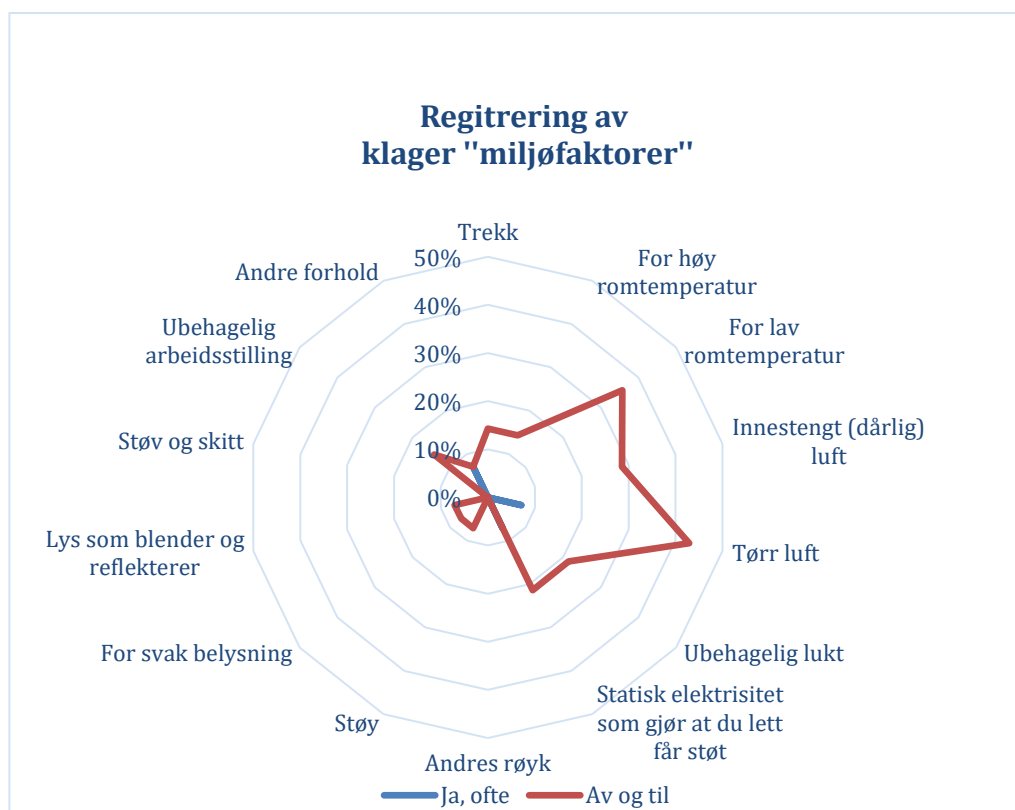 Regitrering av
klager "miljøfaktorer"
Trekk
For høy
romtemperatur
For lav
romtemperatur
Innestengt (dårlig)
luft
Tørr luft
Ubehagelig lukt
Statisk elektrisitet
som gjør at du lett
får støt
Andres røyk
Støy
For svak belysning
Lys som blender og
reflekterer
Støv og skitt
Ubehagelig
arbeidsstilling
Andre forhold
50%
40%
30%
20%
10%
0%
Ja, ofte
Av og til